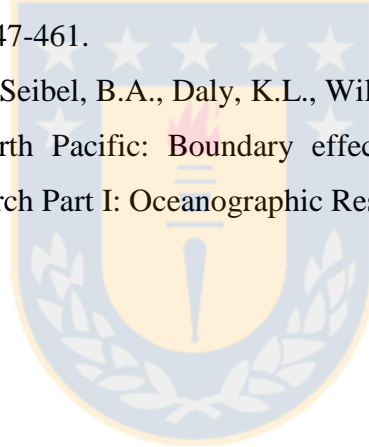 47-461.
Seibel, B.A., Daly, K.L., Wil
rth Pacific: Boundary effec
rch Part I: Oceanographic Res